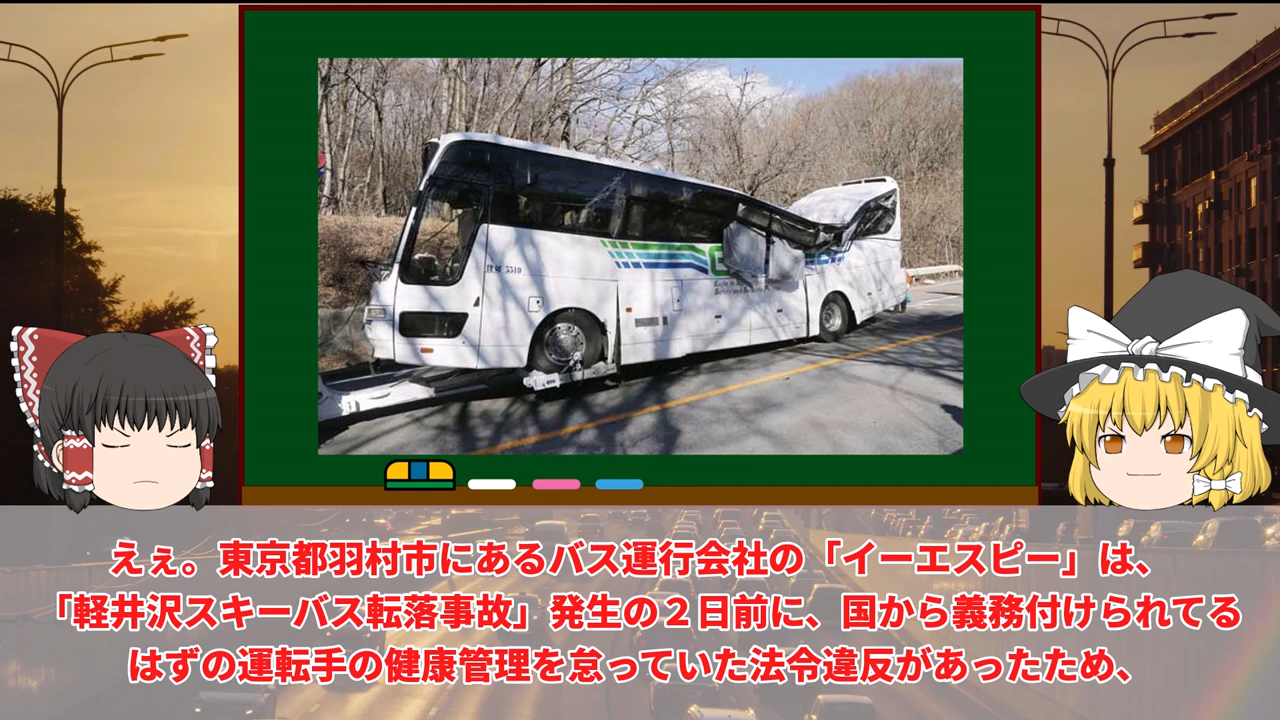 えぇ。東京都羽村市にあるバス運行会社の「イーエスピー」は、
「軽井沢スキーバス転落事故」発生の２日前に、国から義務付けられてる
はずの運転手の健康管理を怠っていた法令違反があったため、